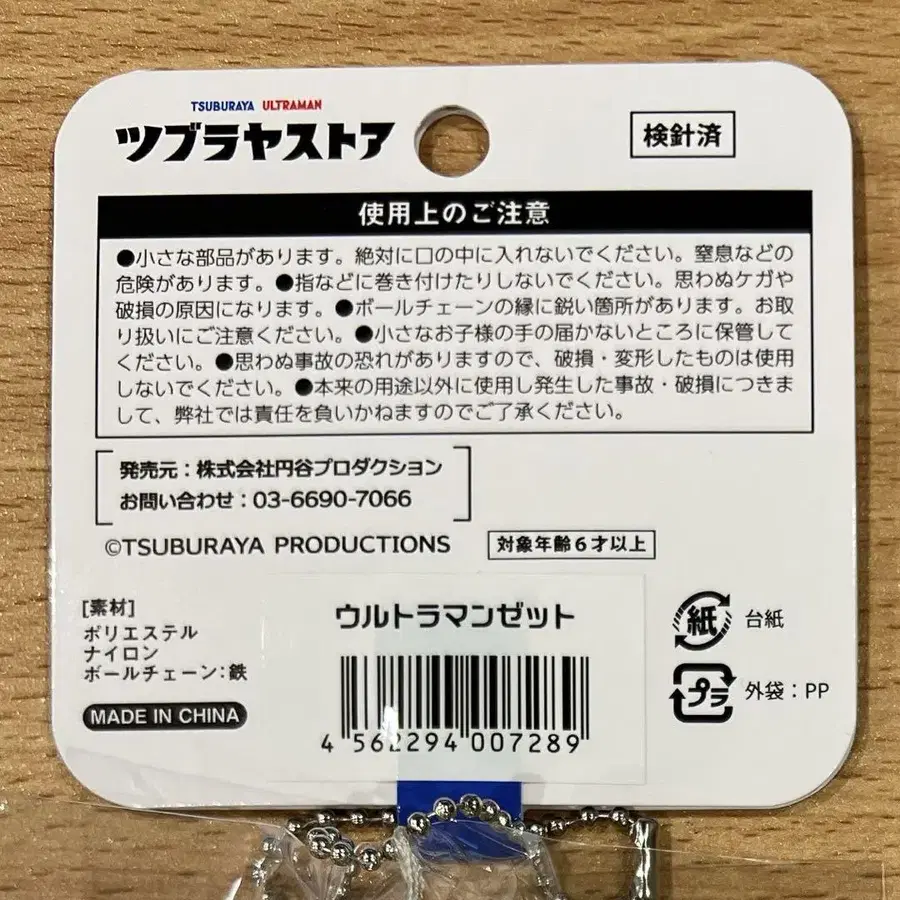 TSUBURAYA ULTRAMAN
ツブラヤストア
検針済
使用上のご注意
●小さな部品があります。絶対に口の中に入れないでください。窒息などの
危険があります。●指などに巻き付けたりしないでください。思わぬケガや
破損の原因になります。●ボールチェーンの縁に鋭い箇所があります。お取
り扱いにご注意ください。●小さなお子様の手の届かないところに保管して
ください。●思わぬ事故の恐れがありますので、破損・変形したものは使用
しないでください。●本来の用途以外に使用し発生した事故・破損につきま
して、弊社では責任を負いかねますのでご了承ください。
発売元：株式会社円谷プロダクション
お問い合わせ：03-6690-7066
©TSUBURAYA PRODUCTIONS
対象年齢6才以上
[素材]
ポリエステル
ナイロン
ボールチェーン：鉄
MADE IN CHINA
ウルトラマンゼット
4 562294 007289
紙 台紙
プラ 外袋：PP